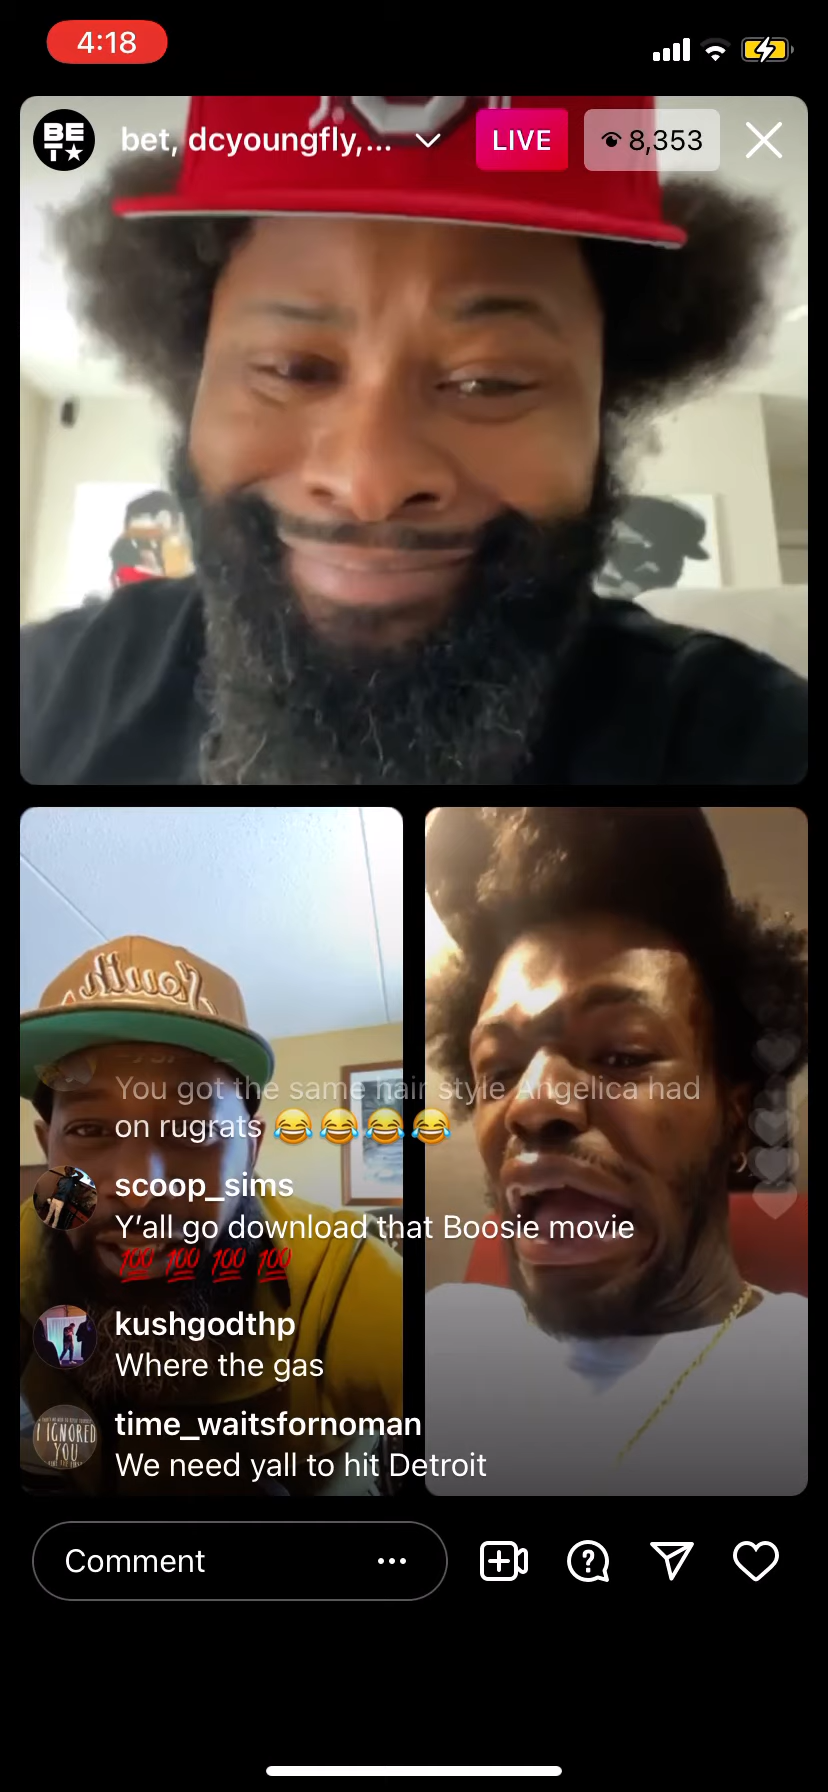 4:18
BET
bet, dcyoungfly,...
LIVE
8,353
South
You got the same hair style Angelica had
on rugrats 😂😂😂😂
scoop_sims
Y’all go download that Boosie movie
💯💯💯💯
kushgodthp
Where the gas
I IGNORED
YOU
time_waitsfornoman
We need yall to hit Detroit
Comment